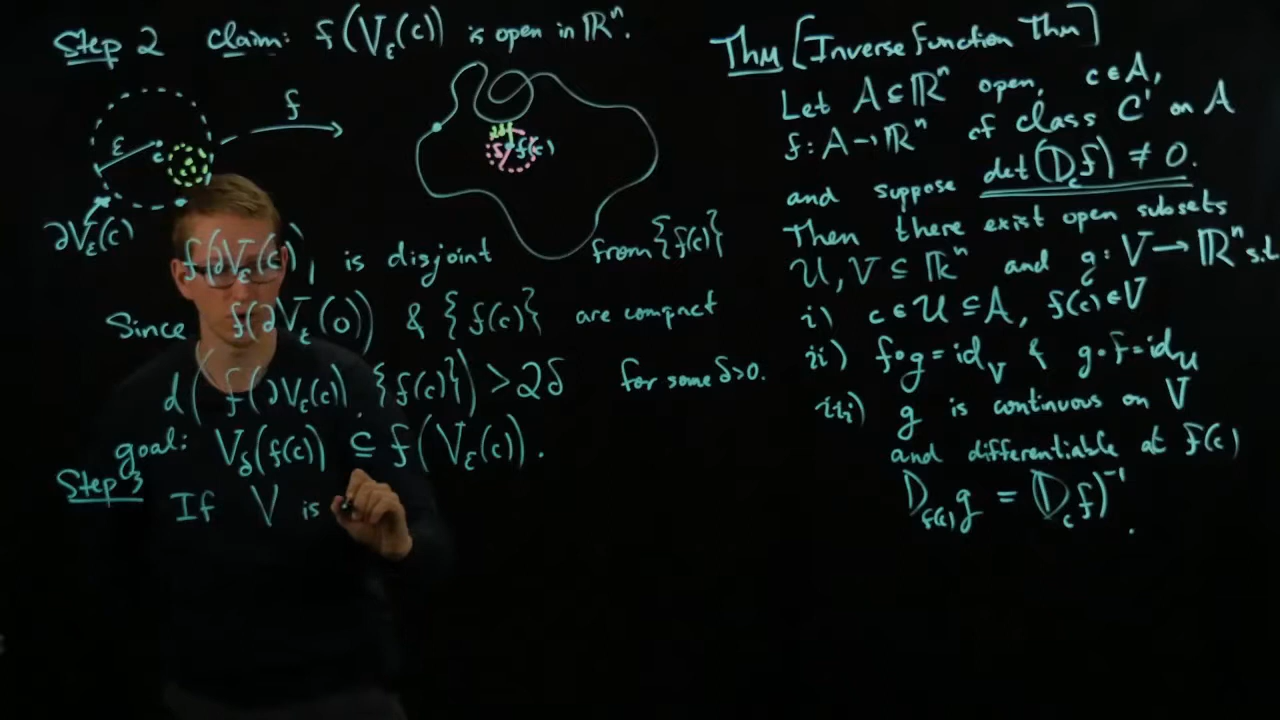 Step 2 Claim: f(V_ε(c)) is open in ℝⁿ.
ε c f f(c)
δ
∂V_ε(c)
f(∂V_ε(c)) is disjoint from {f(c)}
Since f(∂V_ε(0)) & {f(c)} are compact
d(f(∂V_ε(c)), {f(c)}) > 2δ for some δ>0.
goal: V_δ(f(c)) ⊆ f(V_ε(c)).
Step 3
If V is
Thm [Inverse Function Thm]
Let A ⊆ ℝⁿ open, c ∈ A,
f: A → ℝⁿ of class C¹ on A
and suppose det(D_c f) ≠ 0.
Then there exist open subsets
U, V ⊆ ℝⁿ and g: V → ℝⁿ s.t.
i) c ∈ U ⊆ A, f(c) ∈ V
ii) f∘g = id_V & g∘f = id_U
iii) g is continuous on V
and differentiable at f(c)
D_f(c) g = (D_c f)⁻¹.